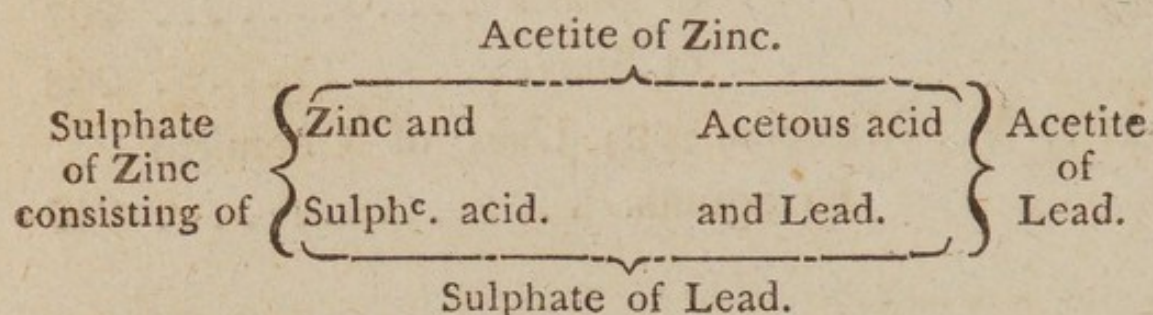 Acetite of Zinc.
Sulphate
of Zinc
consisting of
Zinc and
Sulphᶜ. acid.
Acetous acid
and Lead.
Acetite
of
Lead.
Sulphate of Lead.